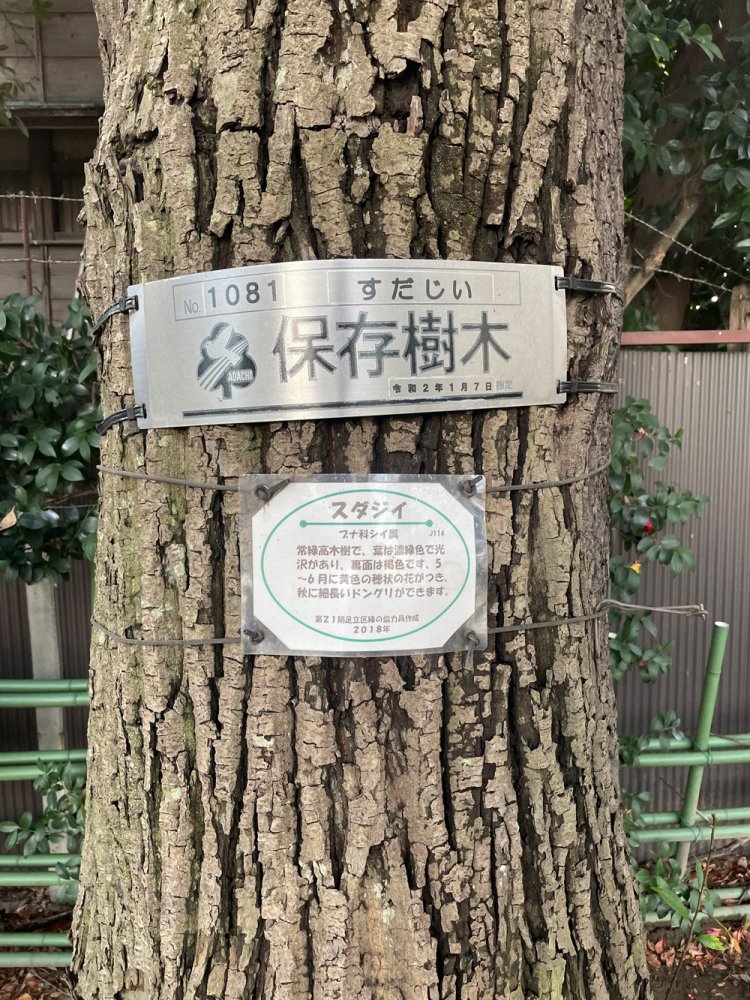 No. 1081 すだじい
ADACHI
保存樹木
令和2年1月7日 指定
スダジイ
ブナ科シイ属 J114
常緑高木樹で、葉は濃緑色で光
沢があり、裏面は褐色です。5
～6月に黄色の穂状の花がつき、
秋に細長いドングリができます。
第21期足立区緑の協力員作成
2018年